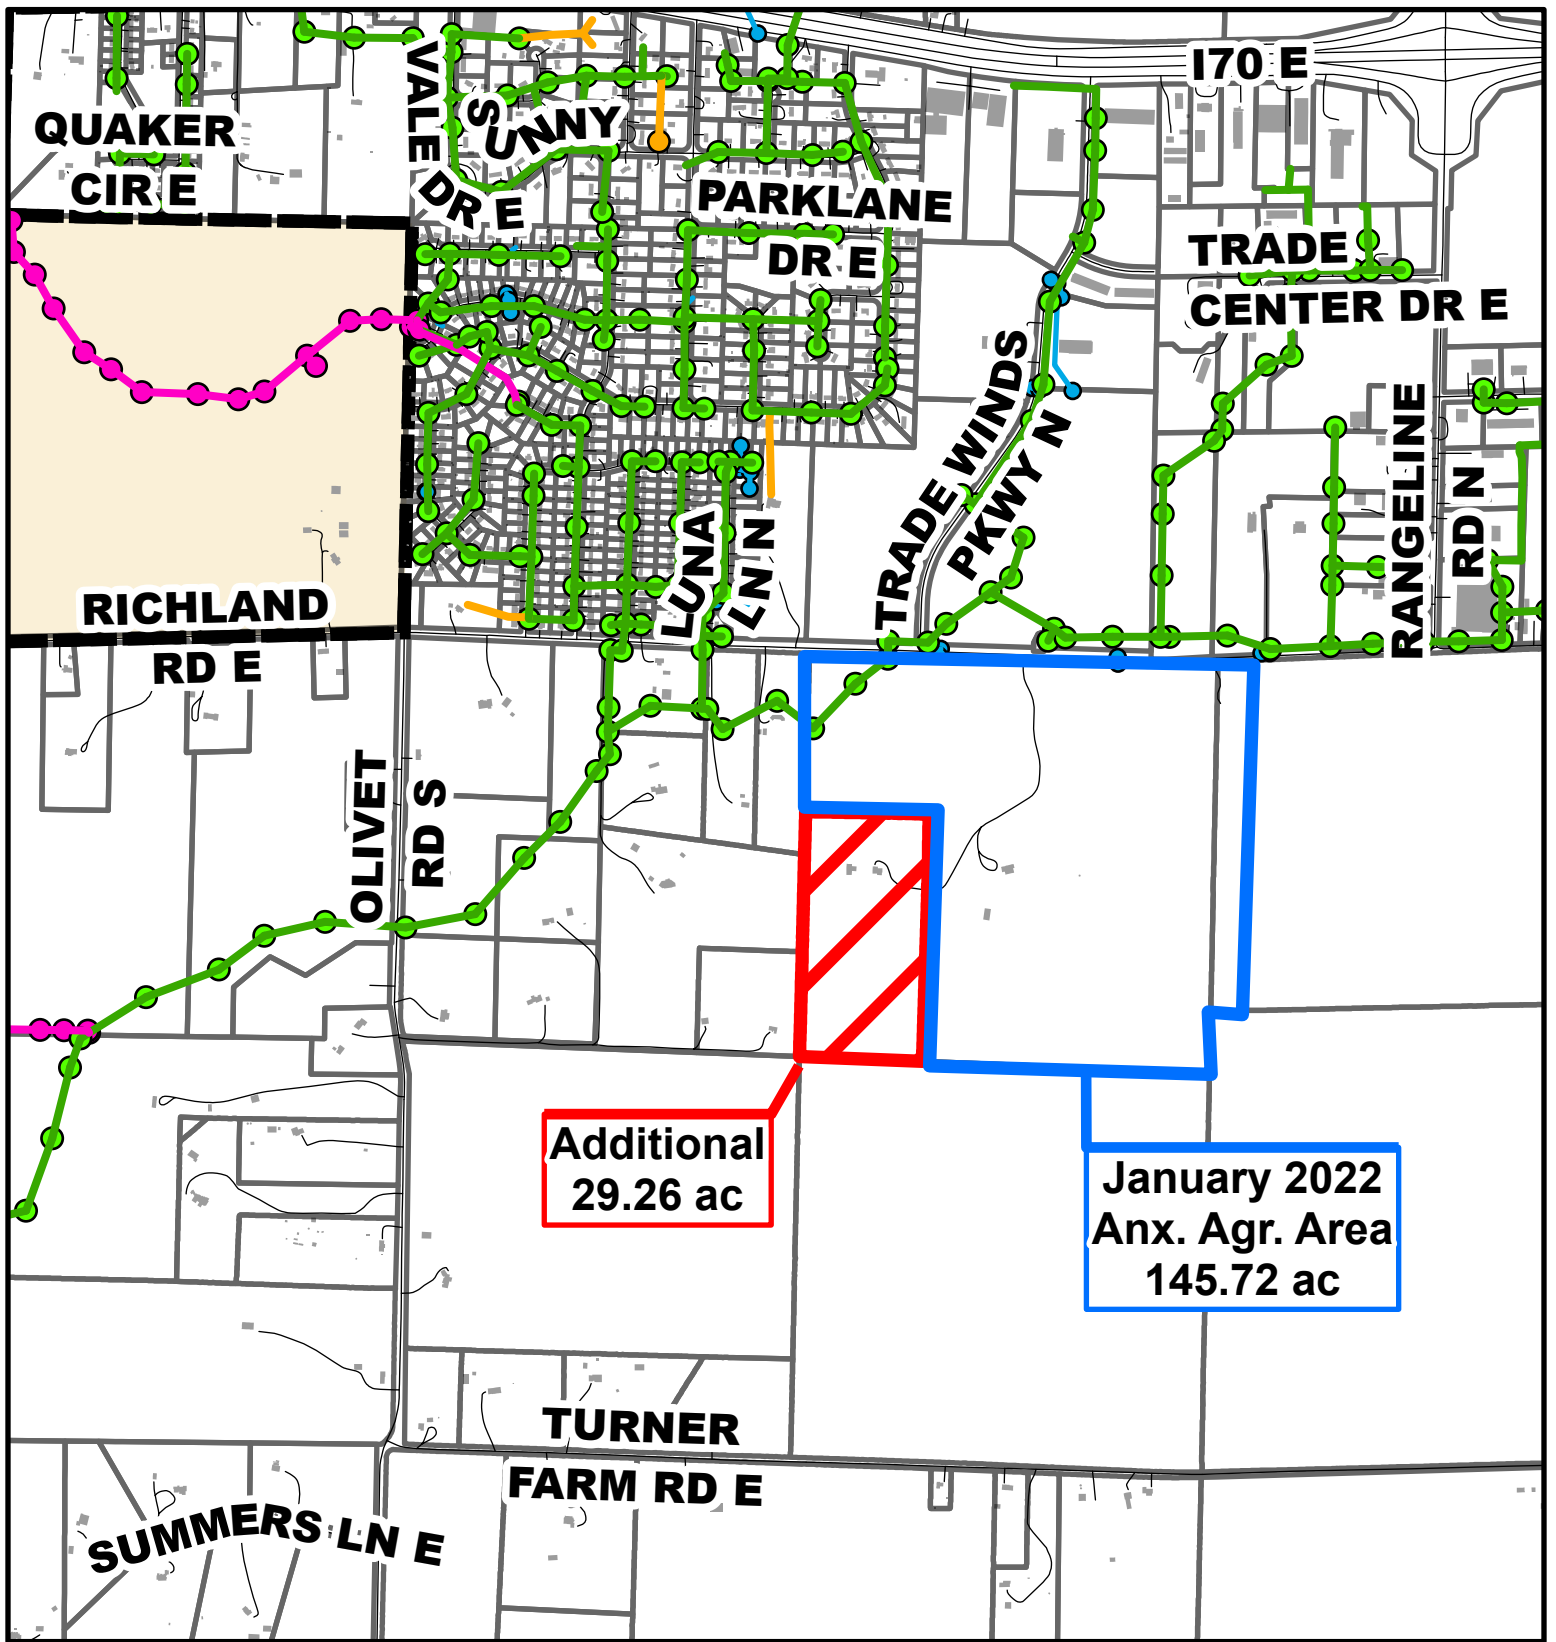 I70 E
QUAKER
CIR E
SUNNY
VALE
DR E
PARKLANE
DR E
TRADE
CENTER DR E
TRADE WINDS
PKWY N
RANGELINE
RD N
LUNA
LN N
RICHLAND
RD E
OLIVET
RD S
Additional
29.26 ac
January 2022
Anx. Agr. Area
145.72 ac
TURNER
FARM RD E
SUMMERS LN E